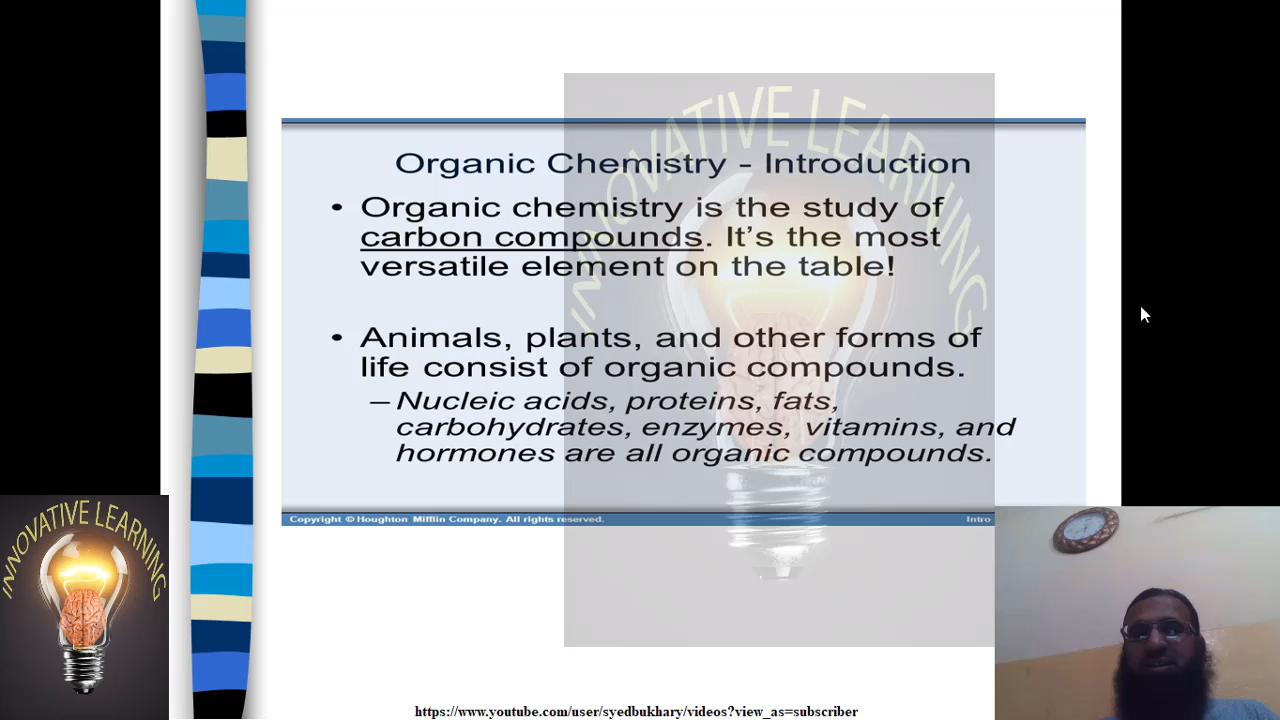 INNOVATIVE LEARNING
Organic Chemistry - Introduction
• Organic chemistry is the study of
carbon compounds. It's the most
versatile element on the table!
• Animals, plants, and other forms of
life consist of organic compounds.
– Nucleic acids, proteins, fats,
carbohydrates, enzymes, vitamins, and
hormones are all organic compounds.
Copyright © Houghton Mifflin Company. All rights reserved.
Intro
INNOVATIVE LEARNING
https://www.youtube.com/user/syedbukhary/videos?view_as=subscriber